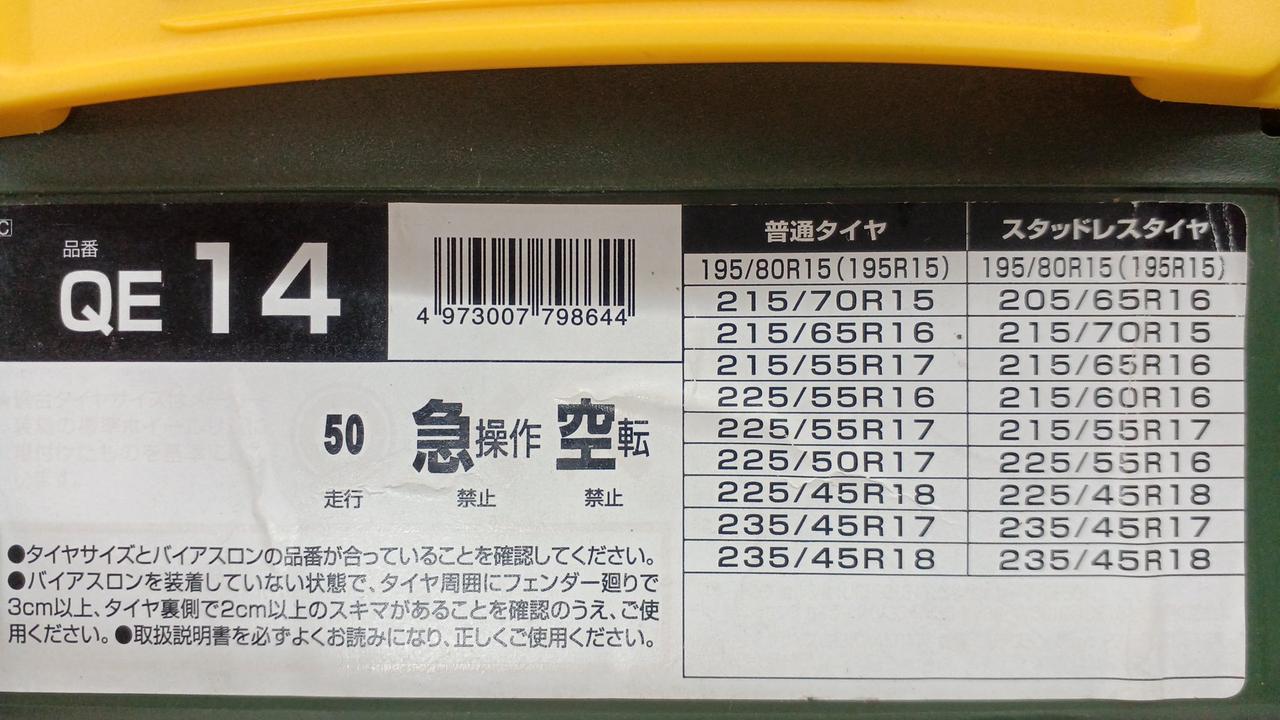 C
品番
QE 14
4 973007 798644
50 急操作 空転
走行 禁止 禁止
●タイヤサイズとバイアスロンの品番が合っていることを確認してください。
●バイアスロンを装着していない状態で、タイヤ周囲にフェンダー廻りで
3cm以上、タイヤ裏側で2cm以上のスキマがあることを確認のうえ、ご使
用ください。●取扱説明書を必ずよくお読みになり、正しくご使用ください。
普通タイヤ スタッドレスタイヤ
195/80R15(195R15) 195/80R15(195R15)
215/70R15 205/65R16
215/65R16 215/70R15
215/55R17 215/65R16
225/55R16 215/60R16
225/55R17 215/55R17
225/50R17 225/55R16
225/45R18 225/45R18
235/45R17 235/45R17
235/45R18 235/45R18